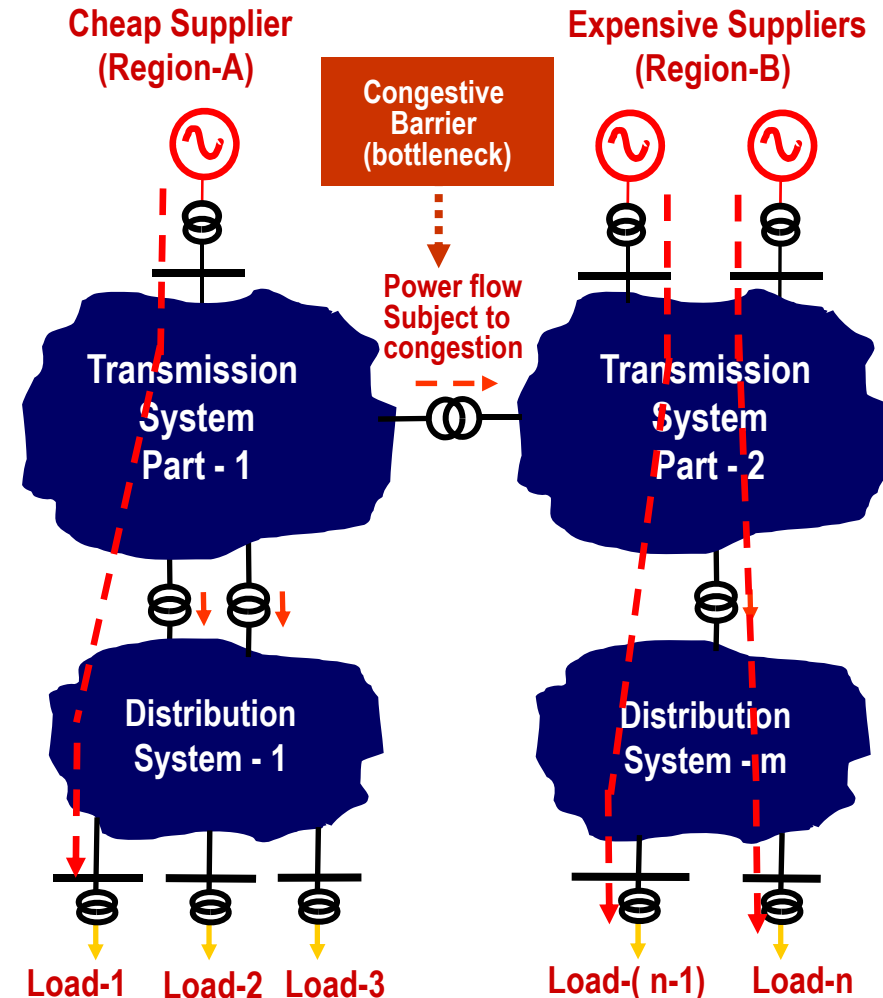 Cheap Supplier
(Region-A)
Expensive Suppliers
(Region-B)
Congestive
Barrier
(bottleneck)
Power flow
Subject to
congestion
Transmission
System
Part - 1
Transmission
System
Part - 2
Distribution
System - 1
Distribution
System - m
Load-1
Load-2
Load-3
Load-( n-1)
Load-n